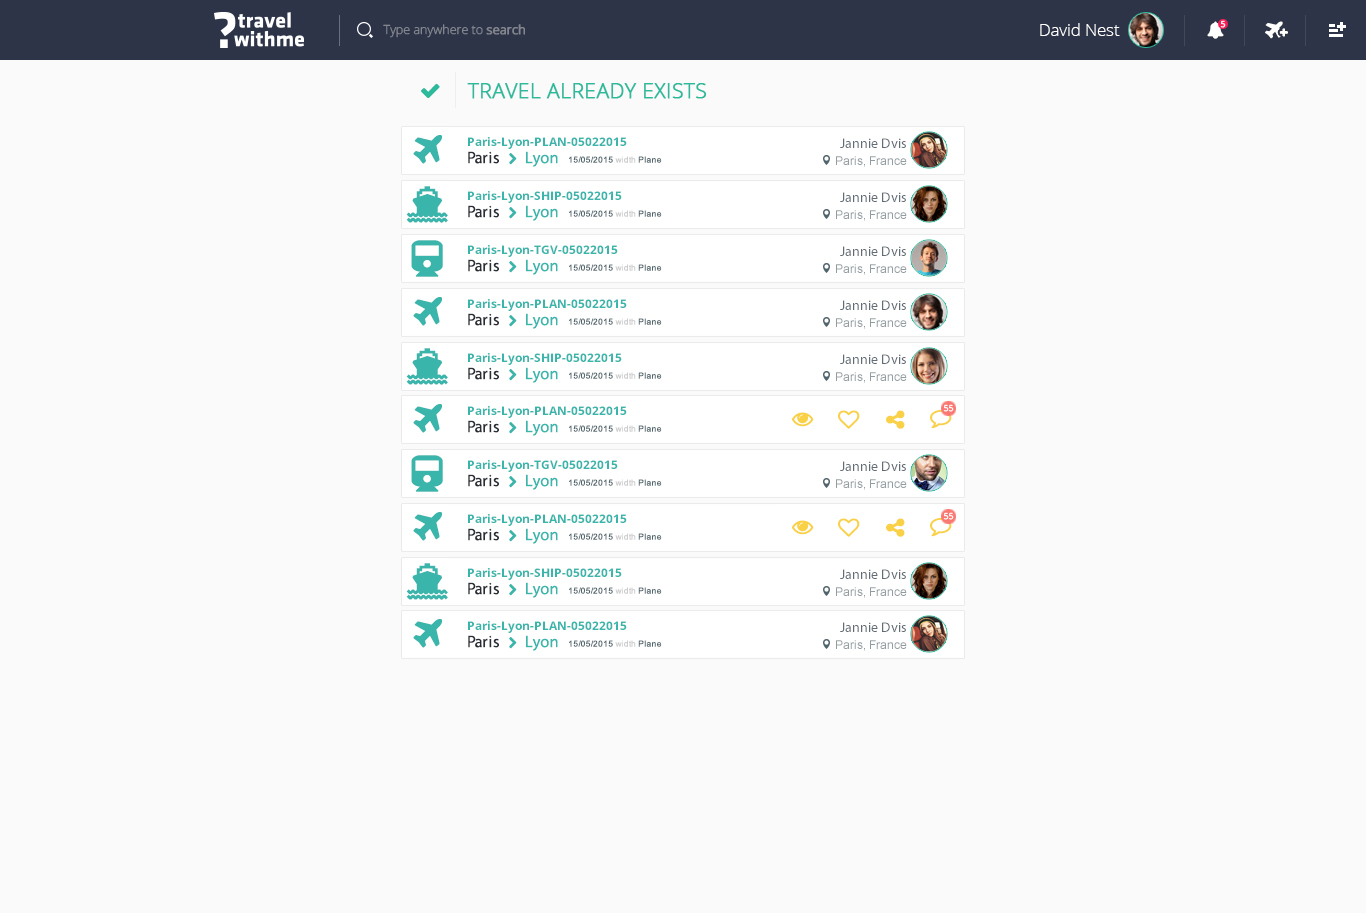 travel
withme
Type anywhere to search
David Nest
5
TRAVEL ALREADY EXISTS
Paris-Lyon-PLAN-05022015
Paris Lyon 15/05/2015 width Plane
Jannie Dvis
Paris, France
Paris-Lyon-SHIP-05022015
Paris Lyon 15/05/2015 width Plane
Jannie Dvis
Paris, France
Paris-Lyon-TGV-05022015
Paris Lyon 15/05/2015 width Plane
Jannie Dvis
Paris, France
Paris-Lyon-PLAN-05022015
Paris Lyon 15/05/2015 width Plane
Jannie Dvis
Paris, France
Paris-Lyon-SHIP-05022015
Paris Lyon 15/05/2015 width Plane
Jannie Dvis
Paris, France
Paris-Lyon-PLAN-05022015
Paris Lyon 15/05/2015 width Plane
55
Paris-Lyon-TGV-05022015
Paris Lyon 15/05/2015 width Plane
Jannie Dvis
Paris, France
Paris-Lyon-PLAN-05022015
Paris Lyon 15/05/2015 width Plane
55
Paris-Lyon-SHIP-05022015
Paris Lyon 15/05/2015 width Plane
Jannie Dvis
Paris, France
Paris-Lyon-PLAN-05022015
Paris Lyon 15/05/2015 width Plane
Jannie Dvis
Paris, France